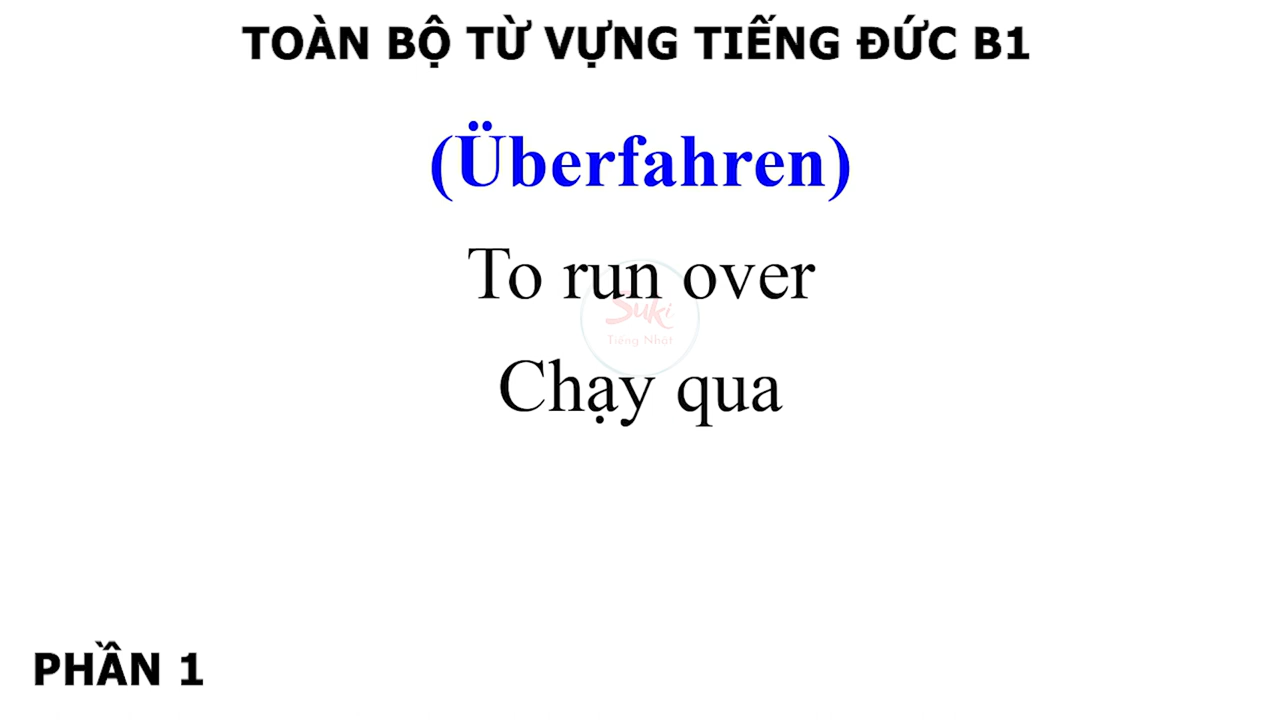 TOÀN BỘ TỪ VỰNG TIẾNG ĐỨC B1
(Überfahren)
To run over
Suki
Tiếng Nhật
Chạy qua
PHẦN 1